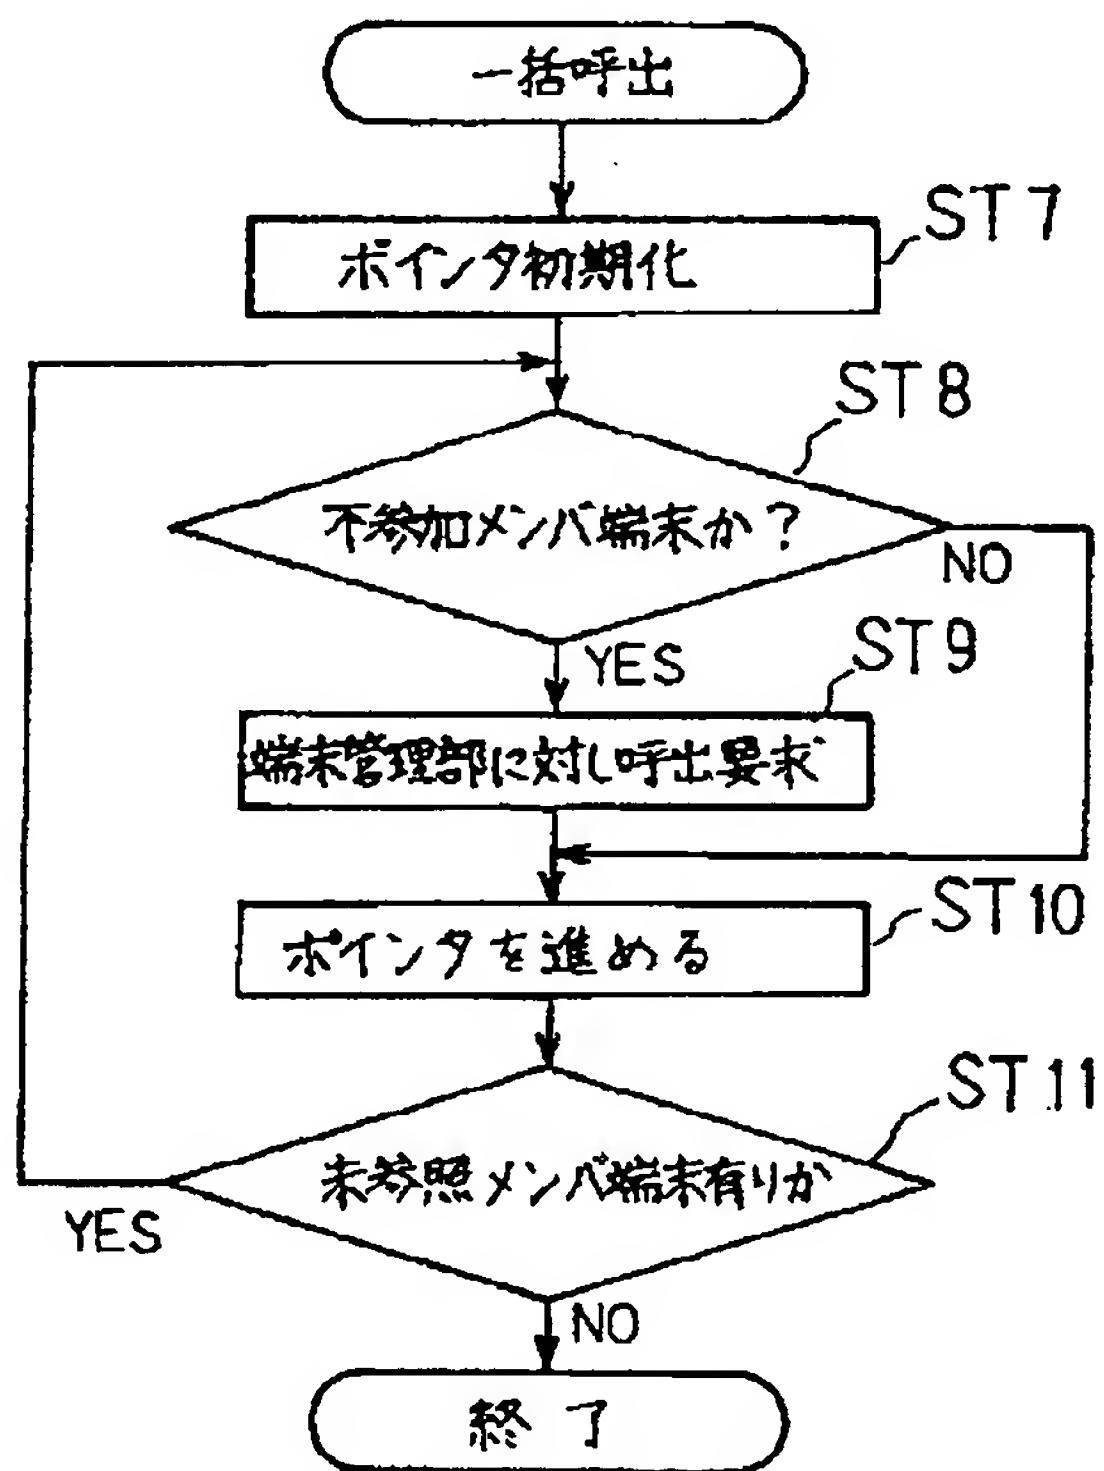 一括呼出
ST7
ポインタ初期化
ST8
不参加メンバ端末か?
NO
YES
ST9
端末管理部に対し呼出要求
ST10
ポインタを進める
ST11
未参照メンバ端末有りか
YES
NO
終了